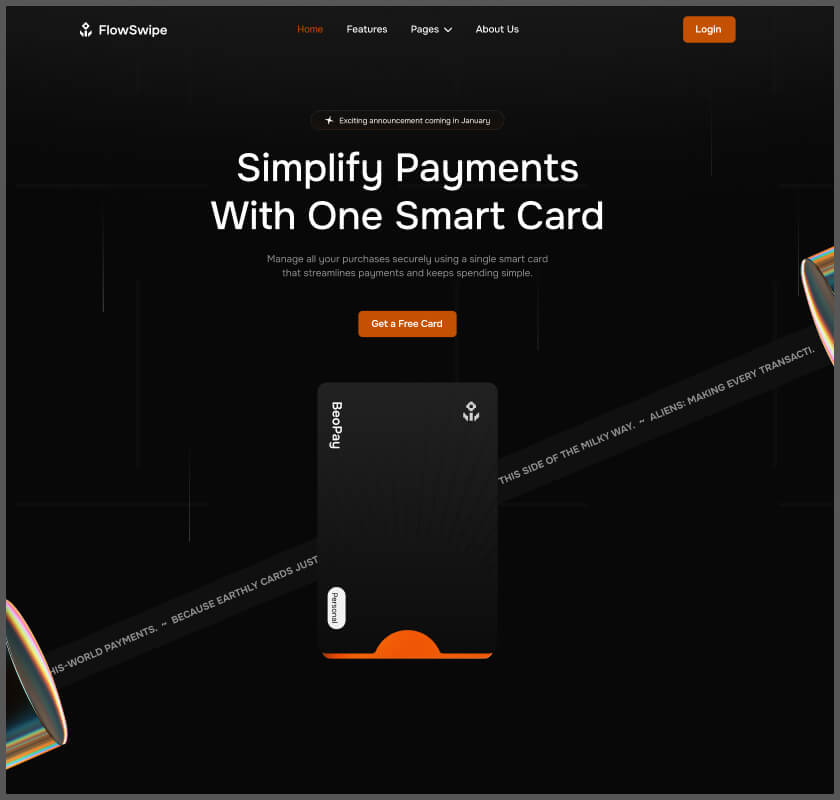 FlowSwipe
Home
Features
Pages
About Us
Login
Exciting announcement coming in January
Simplify Payments
With One Smart Card
Manage all your purchases securely using a single smart card
that streamlines payments and keeps spending simple.
Get a Free Card
BeoPay
Personal
THIS SIDE OF THE MILKY WAY. ~ ALIENS: MAKING EVERY TRANSACTI.
HIS-WORLD PAYMENTS. ~ BECAUSE EARTHLY CARDS JUST